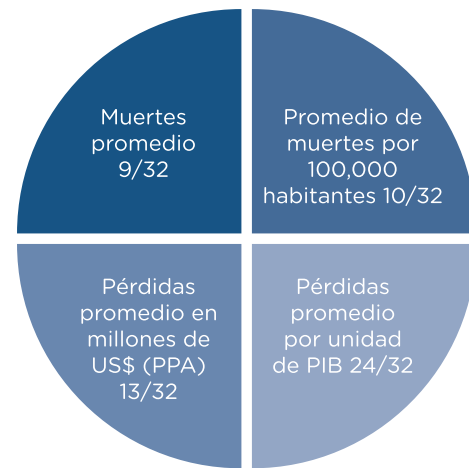 Muertes
promedio
9/32
Promedio de
muertes por
100,000
habitantes 10/32
Pérdidas
promedio en
millones de
US$ (PPA)
13/32
Pérdidas
promedio
por unidad
de PIB 24/32